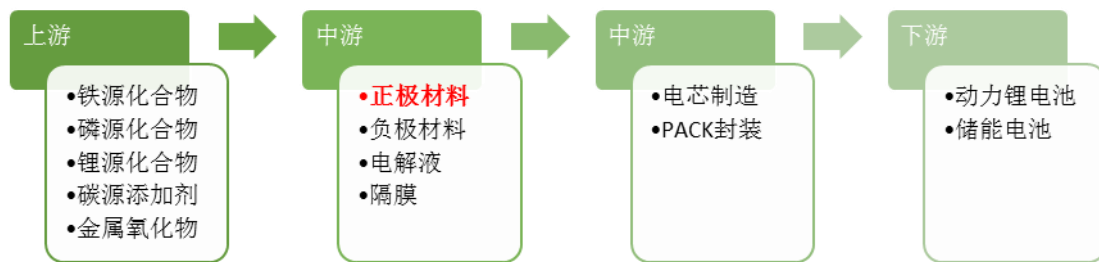 上游
•铁源化合物
•磷源化合物
•锂源化合物
•碳源添加剂
•金属氧化物
中游
•正极材料
•负极材料
•电解液
•隔膜
中游
•电芯制造
•PACK封装
下游
•动力锂电池
•储能电池